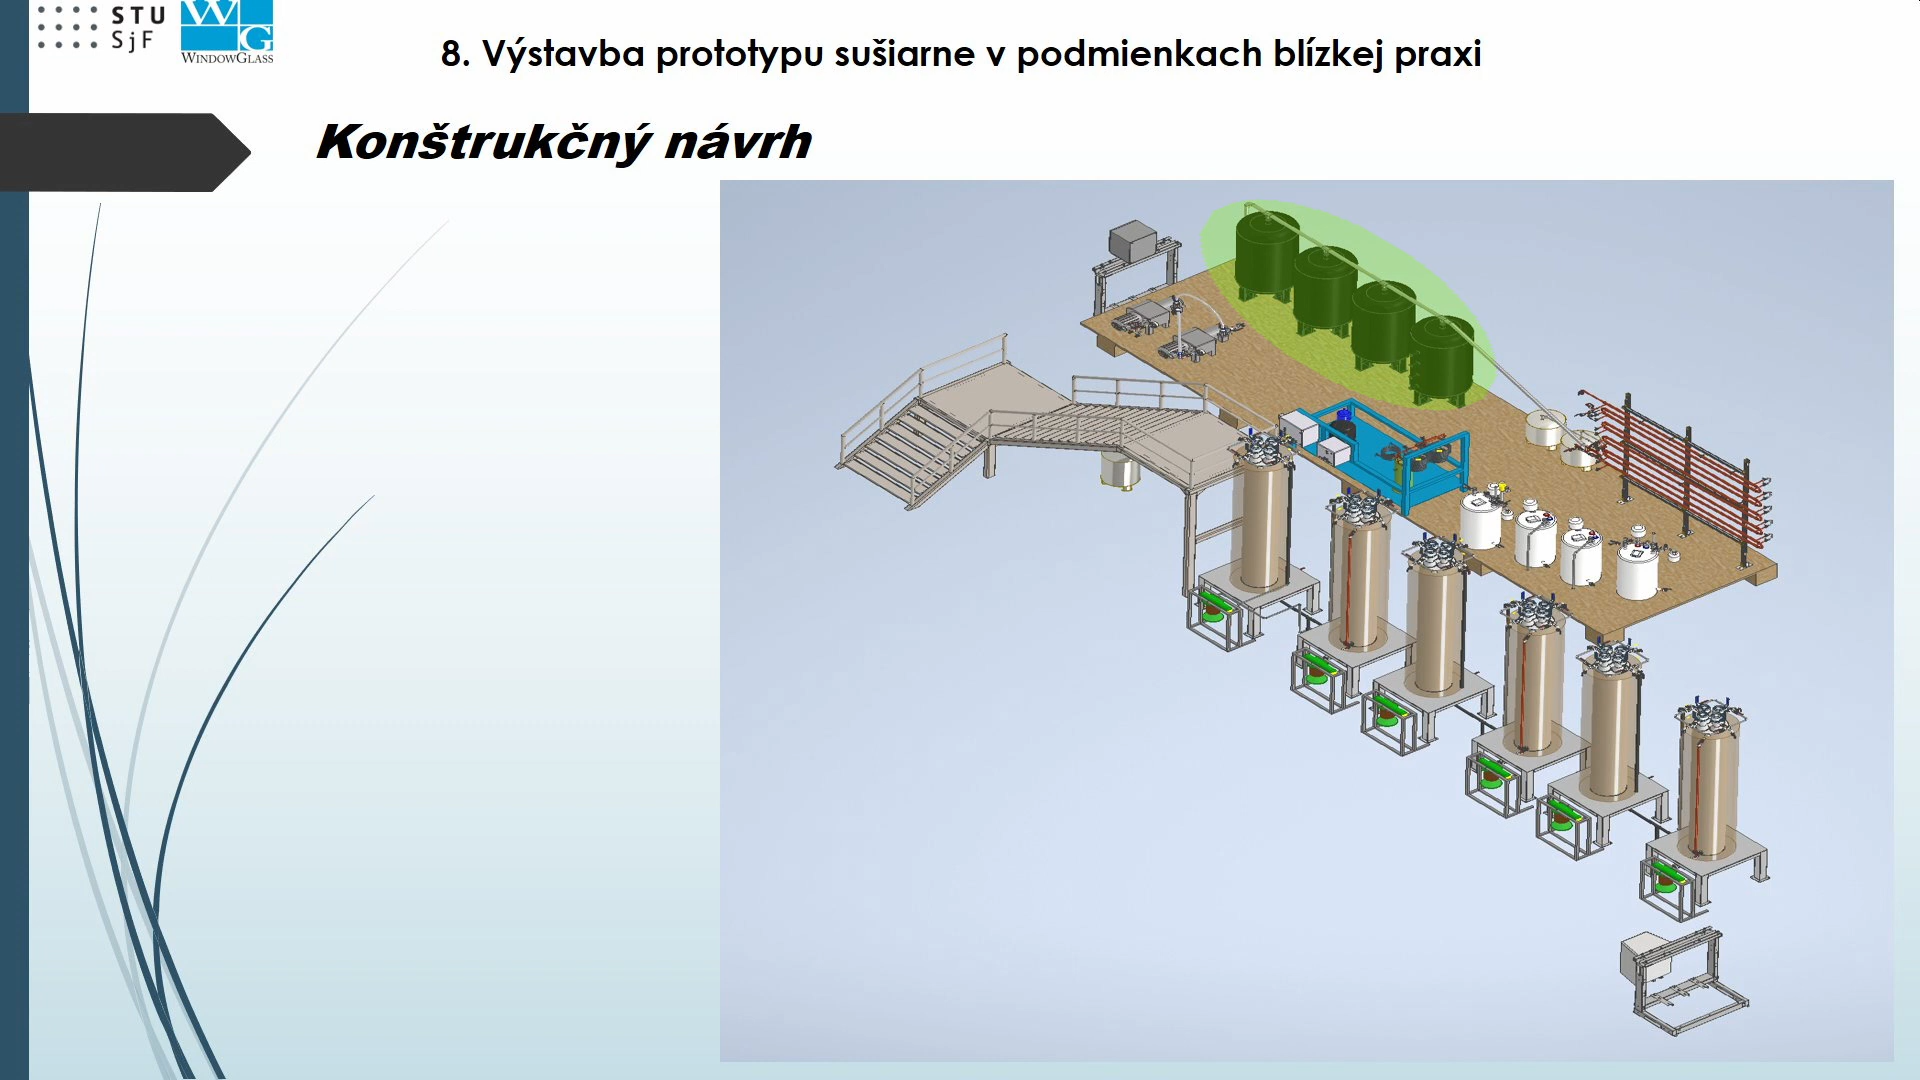 STU
SjF
WG
WINDOWGLASS
8. Výstavba prototypu sušiarne v podmienkach blízkej praxi
Konštrukčný návrh